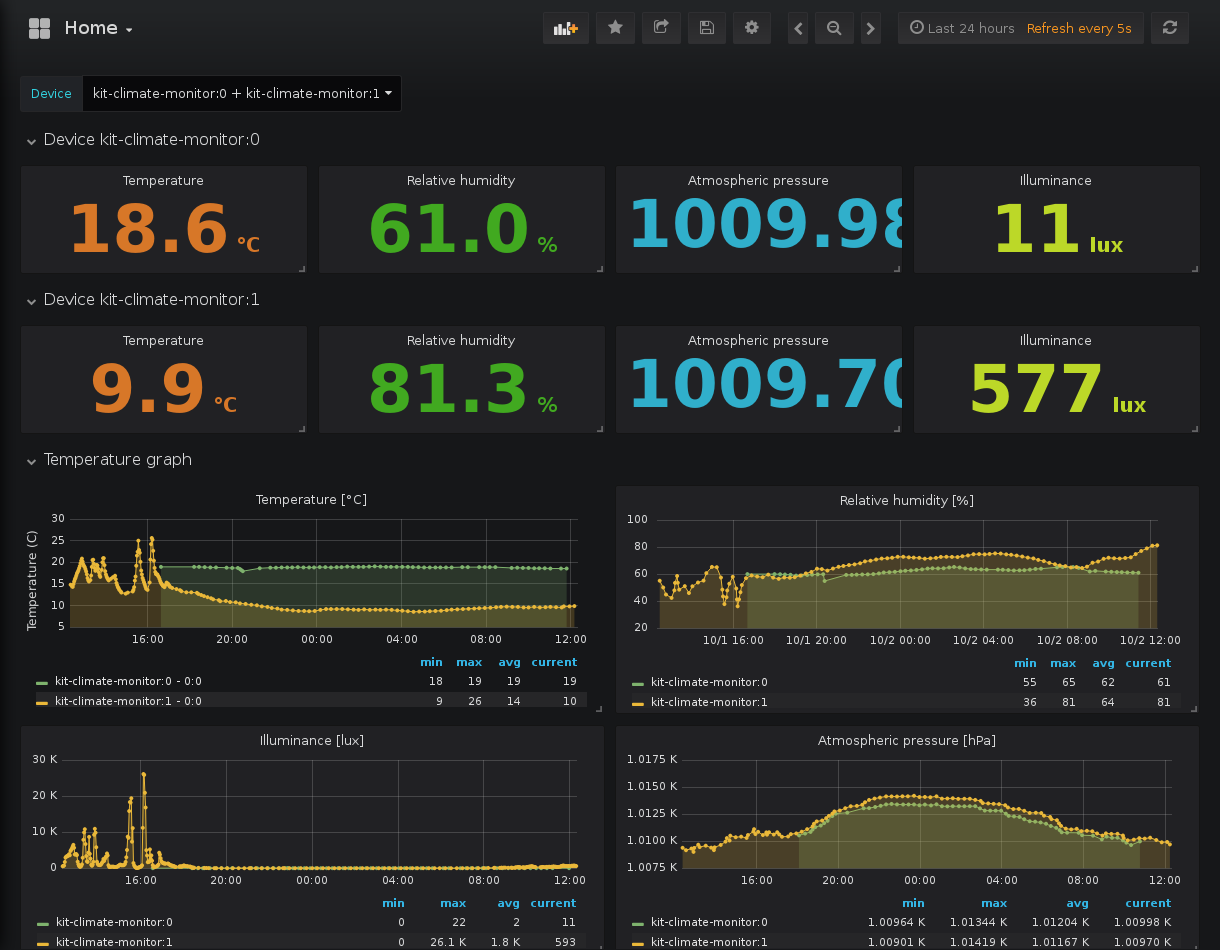 Home
Last 24 hours Refresh every 5s
Device kit-climate-monitor:0 + kit-climate-monitor:1
Device kit-climate-monitor:0
Temperature Relative humidity Atmospheric pressure Illuminance
18.6 °C 61.0 % 1009.98 11 lux
Device kit-climate-monitor:1
Temperature Relative humidity Atmospheric pressure Illuminance
9.9 °C 81.3 % 1009.70 577 lux
Temperature graph
Temperature [°C]
Temperature (C)
30
25
20
15
10
5
16:00 20:00 00:00 04:00 08:00 12:00
min max avg current
kit-climate-monitor:0 - 0:0 18 19 19 19
kit-climate-monitor:1 - 0:0 9 26 14 10
Relative humidity [%]
100
80
60
40
20
10/1 16:00 10/1 20:00 10/2 00:00 10/2 04:00 10/2 08:00 10/2 12:00
min max avg current
kit-climate-monitor:0 55 65 62 61
kit-climate-monitor:1 36 81 64 81
Illuminance [lux]
30 K
20 K
10 K
0
16:00 20:00 00:00 04:00 08:00 12:00
min max avg current
kit-climate-monitor:0 0 22 2 11
kit-climate-monitor:1 0 26.1 K 1.8 K 593
Atmospheric pressure [hPa]
1.0175 K
1.0150 K
1.0125 K
1.0100 K
1.0075 K
16:00 20:00 00:00 04:00 08:00 12:00
min max avg current
kit-climate-monitor:0 1.00964 K 1.01344 K 1.01204 K 1.00998 K
kit-climate-monitor:1 1.00901 K 1.01419 K 1.01167 K 1.00970 K